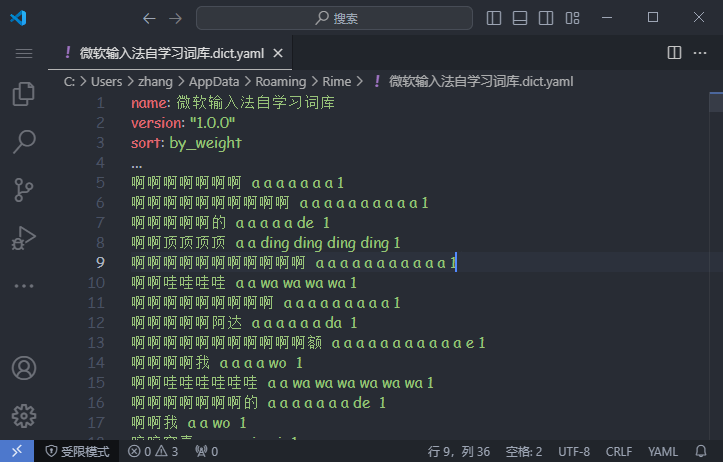 搜索
微软输入法自学习词库.dict.yaml
C: > Users > zhang > AppData > Roaming > Rime > 微软输入法自学习词库.dict.yaml
1 name: 微软输入法自学习词库
2 version: "1.0.0"
3 sort: by_weight
4 ...
5 啊啊啊啊啊啊啊 a a a a a a a 1
6 啊啊啊啊啊啊啊啊啊啊 a a a a a a a a a a 1
7 啊啊啊啊啊的 a a a a a de 1
8 啊啊顶顶顶顶 a a ding ding ding ding 1
9 啊啊啊啊啊啊啊啊啊啊啊 a a a a a a a a a a a 1
10 啊啊哇哇哇哇 a a wa wa wa wa 1
11 啊啊啊啊啊啊啊啊啊 a a a a a a a a a 1
12 啊啊啊啊啊阿达 a a a a a a da 1
13 啊啊啊啊啊啊啊啊啊啊啊额 a a a a a a a a a a a e 1
14 啊啊啊啊我 a a a a wo 1
15 啊啊哇哇哇哇哇哇 a a wa wa wa wa wa wa 1
16 啊啊啊啊啊啊啊的 a a a a a a a de 1
17 啊啊我 a a wo 1
受限模式 0 3 0 行 9，列 36 空格: 2 UTF-8 CRLF YAML